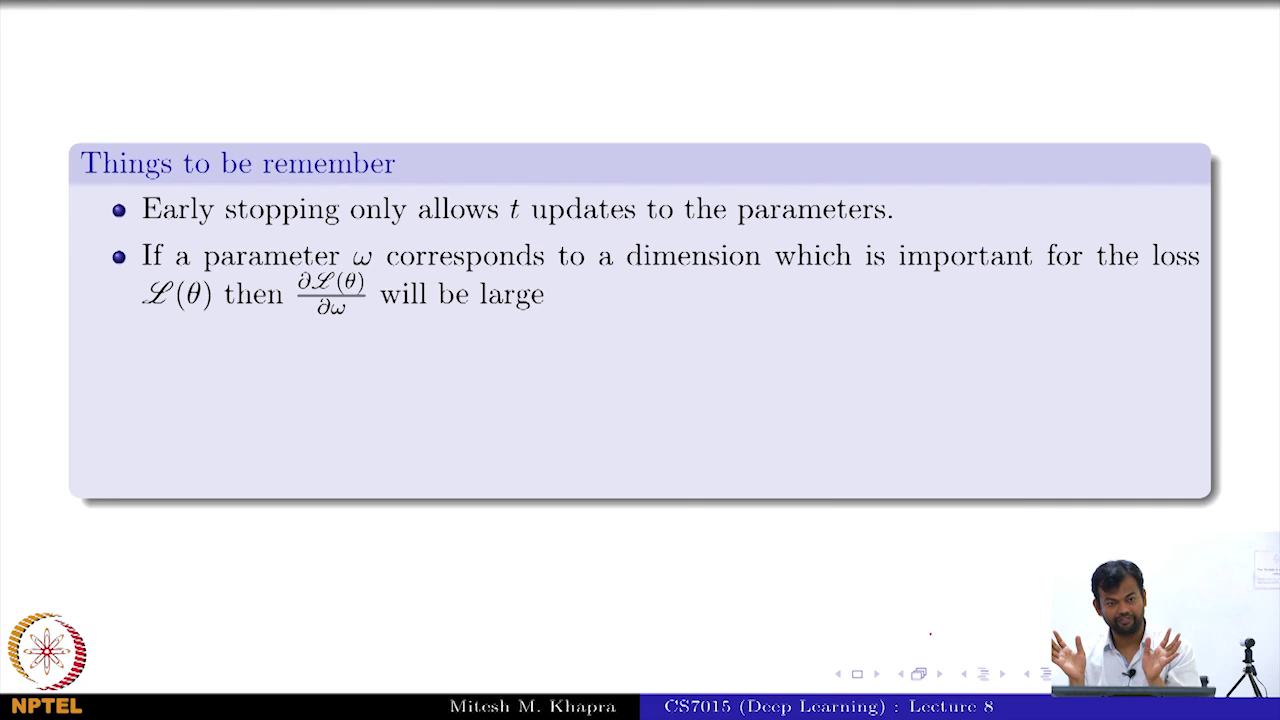 Things to be remember
Early stopping only allows t updates to the parameters.
If a parameter ω corresponds to a dimension which is important for the loss
ℒ(θ) then ∂ℒ(θ)/∂ω will be large
NPTEL
Mitesh M. Khapra
CS7015 (Deep Learning) : Lecture 8